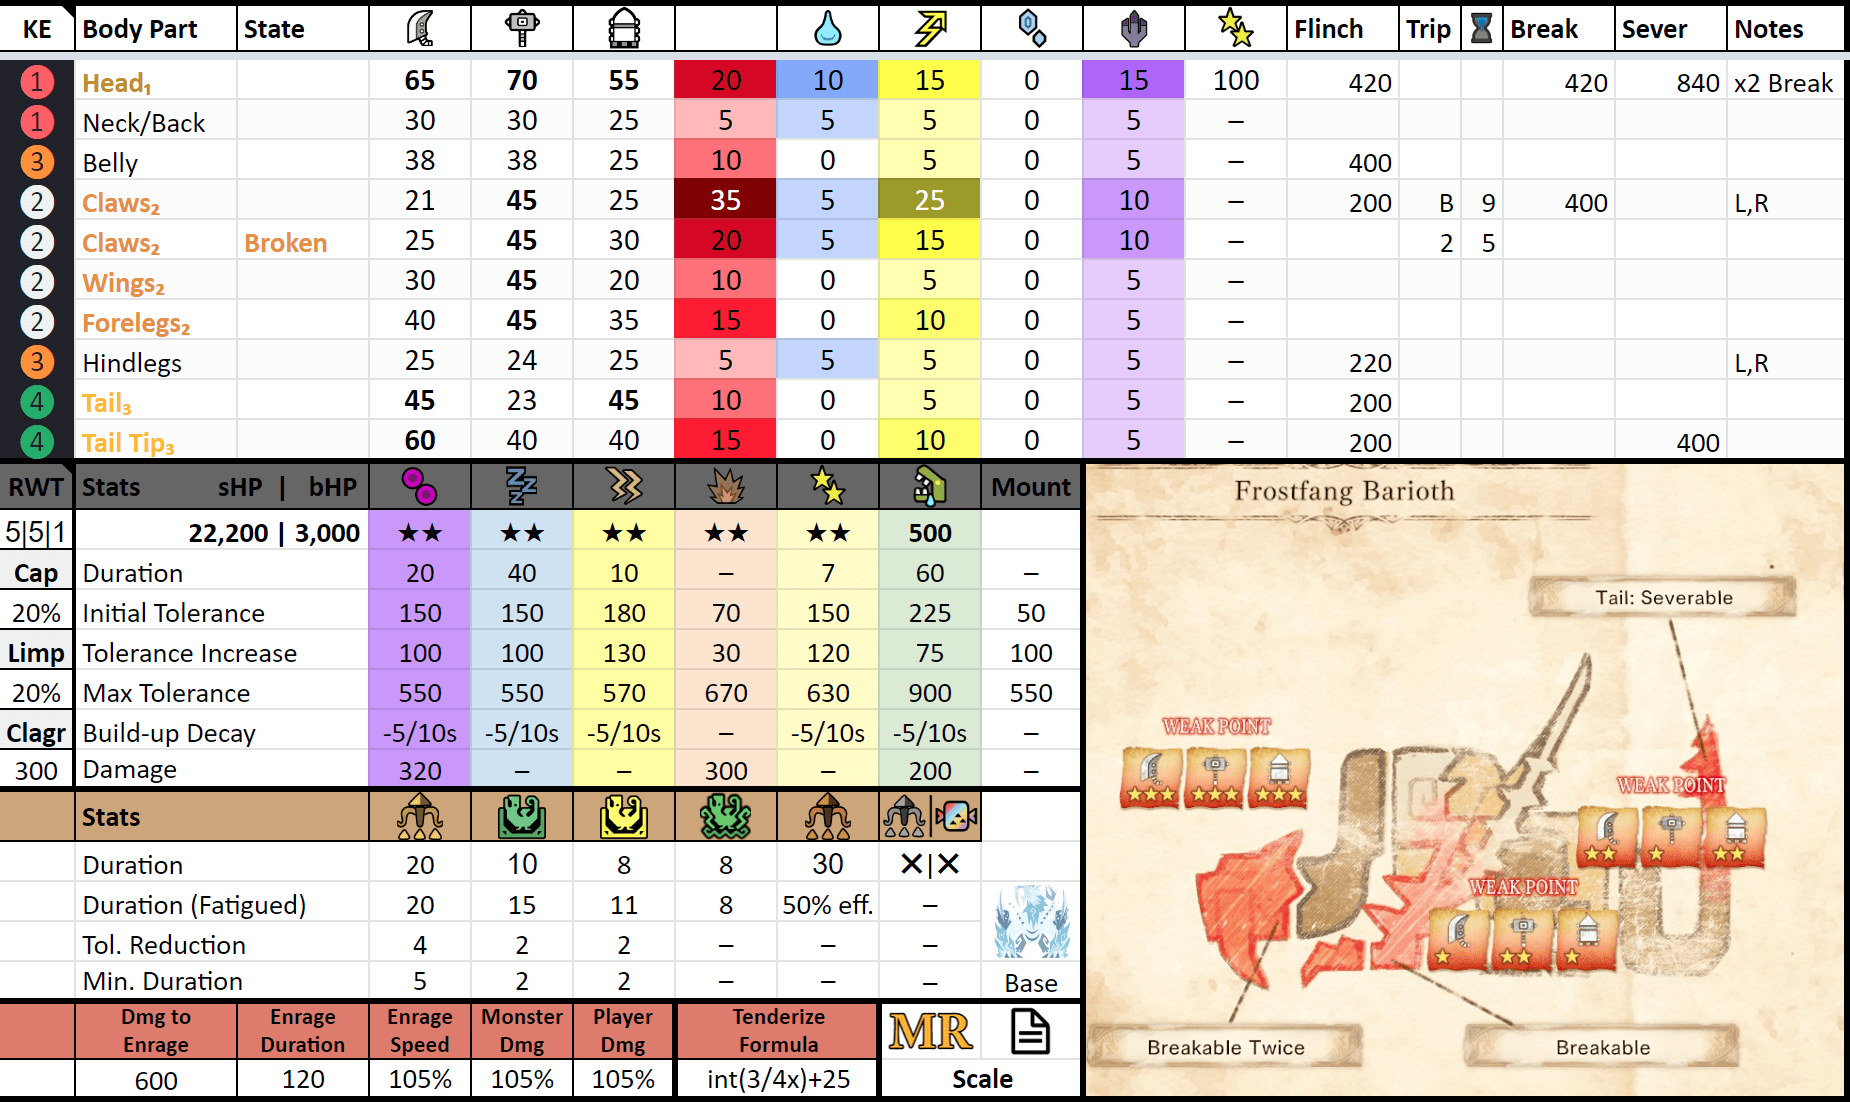 KE Body Part State Flinch Trip Break Sever Notes
1 Head₁ 65 70 55 20 10 15 0 15 100 420 420 840 x2 Break
1 Neck/Back 30 30 25 5 5 5 0 5 –
3 Belly 38 38 25 10 0 5 0 5 – 400
2 Claws₂ 21 45 25 35 5 25 0 10 – 200 B 9 400 L,R
2 Claws₂ Broken 25 45 30 20 5 15 0 10 – 2 5
2 Wings₂ 30 45 20 10 0 5 0 5 –
2 Forelegs₂ 40 45 35 15 0 10 0 5 –
3 Hindlegs 25 24 25 5 5 5 0 5 – 220 L,R
4 Tail₃ 45 23 45 10 0 5 0 5 – 200
4 Tail Tip₃ 60 40 40 15 0 10 0 5 – 200 400
RWT Stats sHP | bHP Mount
5|5|1 22,200 | 3,000 ★★ ★★ ★★ ★★ ★★ 500
Cap Duration 20 40 10 – 7 60 –
20% Initial Tolerance 150 150 180 70 150 225 50
Limp Tolerance Increase 100 100 130 30 120 75 100
20% Max Tolerance 550 550 570 670 630 900 550
Clagr Build-up Decay -5/10s -5/10s -5/10s – -5/10s -5/10s –
300 Damage 320 – – 300 – 200 –
Stats
Duration 20 10 8 8 30 ✕|✕
Duration (Fatigued) 20 15 11 8 50% eff. –
Tol. Reduction 4 2 2 – – –
Min. Duration 5 2 2 – – – Base
Dmg to Enrage Enrage Duration Enrage Speed Monster Dmg Player Dmg Tenderize Formula MR
600 120 105% 105% 105% int(3/4x)+25 Scale
Frostfang Barioth
Tail: Severable
WEAK POINT
WEAK POINT
WEAK POINT
Breakable Twice
Breakable